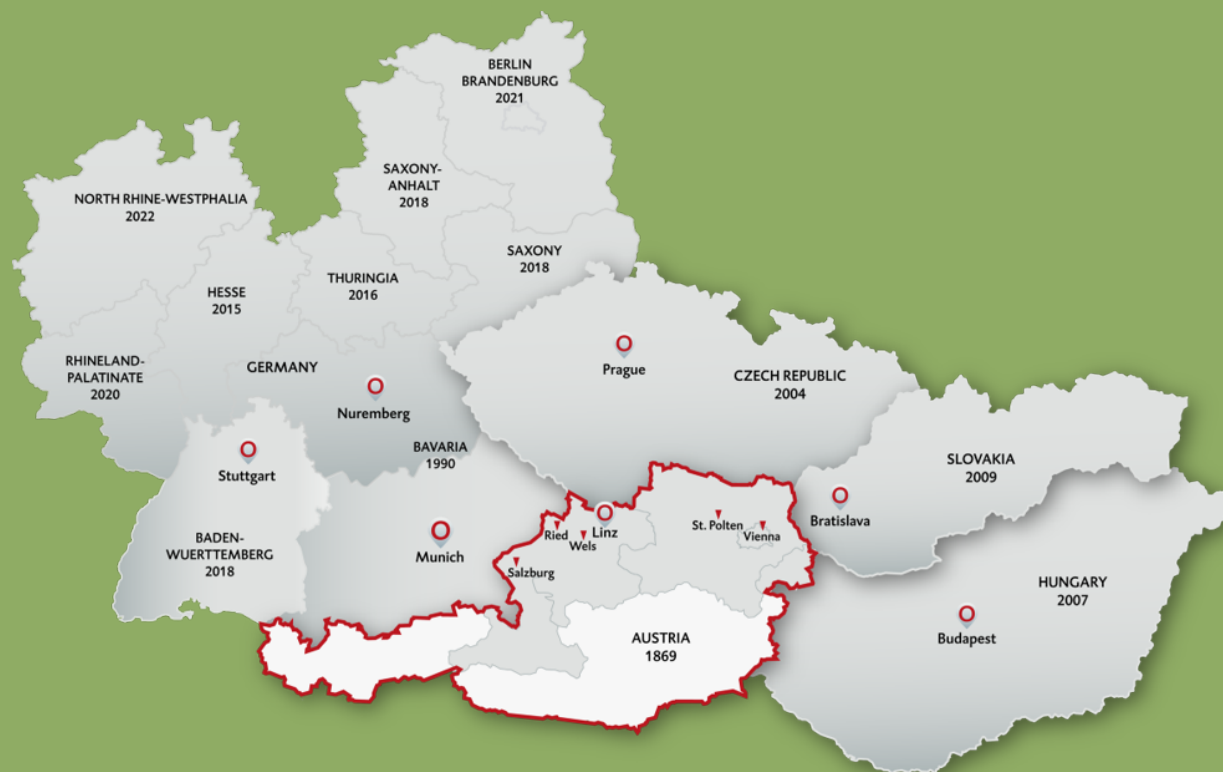 BERLIN
BRANDENBURG
2021
SAXONY-
ANHALT
2018
NORTH RHINE-WESTPHALIA
2022
SAXONY
2018
THURINGIA
2016
HESSE
2015
RHINELAND-
PALATINATE
2020
GERMANY
Nuremberg
Prague
CZECH REPUBLIC
2004
BAVARIA
1990
Stuttgart
SLOVAKIA
2009
Bratislava
BADEN-
WUERTTEMBERG
2018
Munich
Ried
Linz
Wels
St. Polten
Vienna
Salzburg
HUNGARY
2007
Budapest
AUSTRIA
1869